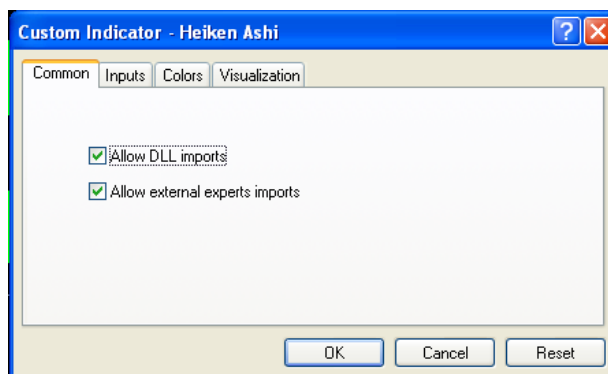 Custom Indicator - Heiken Ashi
Common Inputs Colors Visualization
Allow DLL imports
Allow external experts imports
OK Cancel Reset